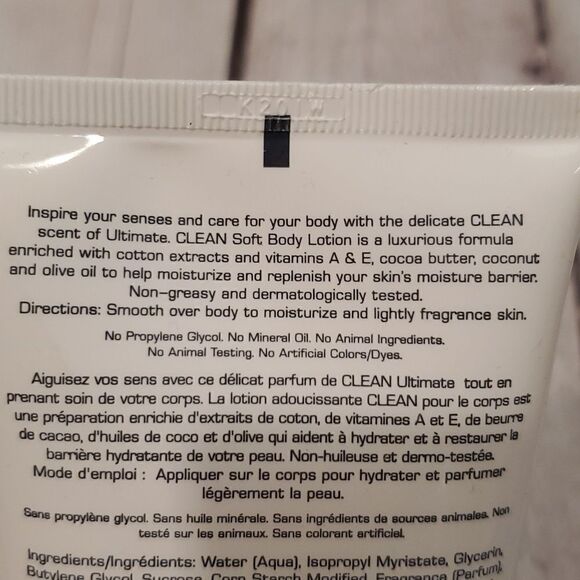 Inspire your senses and care for your body with the delicate CLEAN
scent of Ultimate. CLEAN Soft Body Lotion is a luxurious formula
enriched with cotton extracts and vitamins A & E, cocoa butter, coconut
and olive oil to help moisturize and replenish your skin's moisture barrier.
Non-greasy and dermatologically tested.
Directions: Smooth over body to moisturize and lightly fragrance skin.
No Propylene Glycol. No Mineral Oil. No Animal Ingredients.
No Animal Testing. No Artificial Colors/Dyes.
Aiguisez vos sens avec ce délicat parfum de CLEAN Ultimate tout en
prenant soin de votre corps. La lotion adoucissante CLEAN pour le corps est
une préparation enrichie d'extraits de coton, de vitamines A et E, de beurre
de cacao, d'huiles de coco et d'olive qui aident à hydrater et à restaurer la
barrière hydratante de votre peau. Non-huileuse et dermo-testée.
Mode d'emploi : Appliquer sur le corps pour hydrater et parfumer
légèrement la peau.
Sans propylène glycol. Sans huile minérale. Sans ingrédients de sources animales. Non
testé sur les animaux. Sans colorant artificiel.
Ingredients/Ingrédients: Water (Aqua), Isopropyl Myristate, Glycerin,
Butylene Glycol, Sucrose, Corn Starch Modified, Fragrance (Parfum),